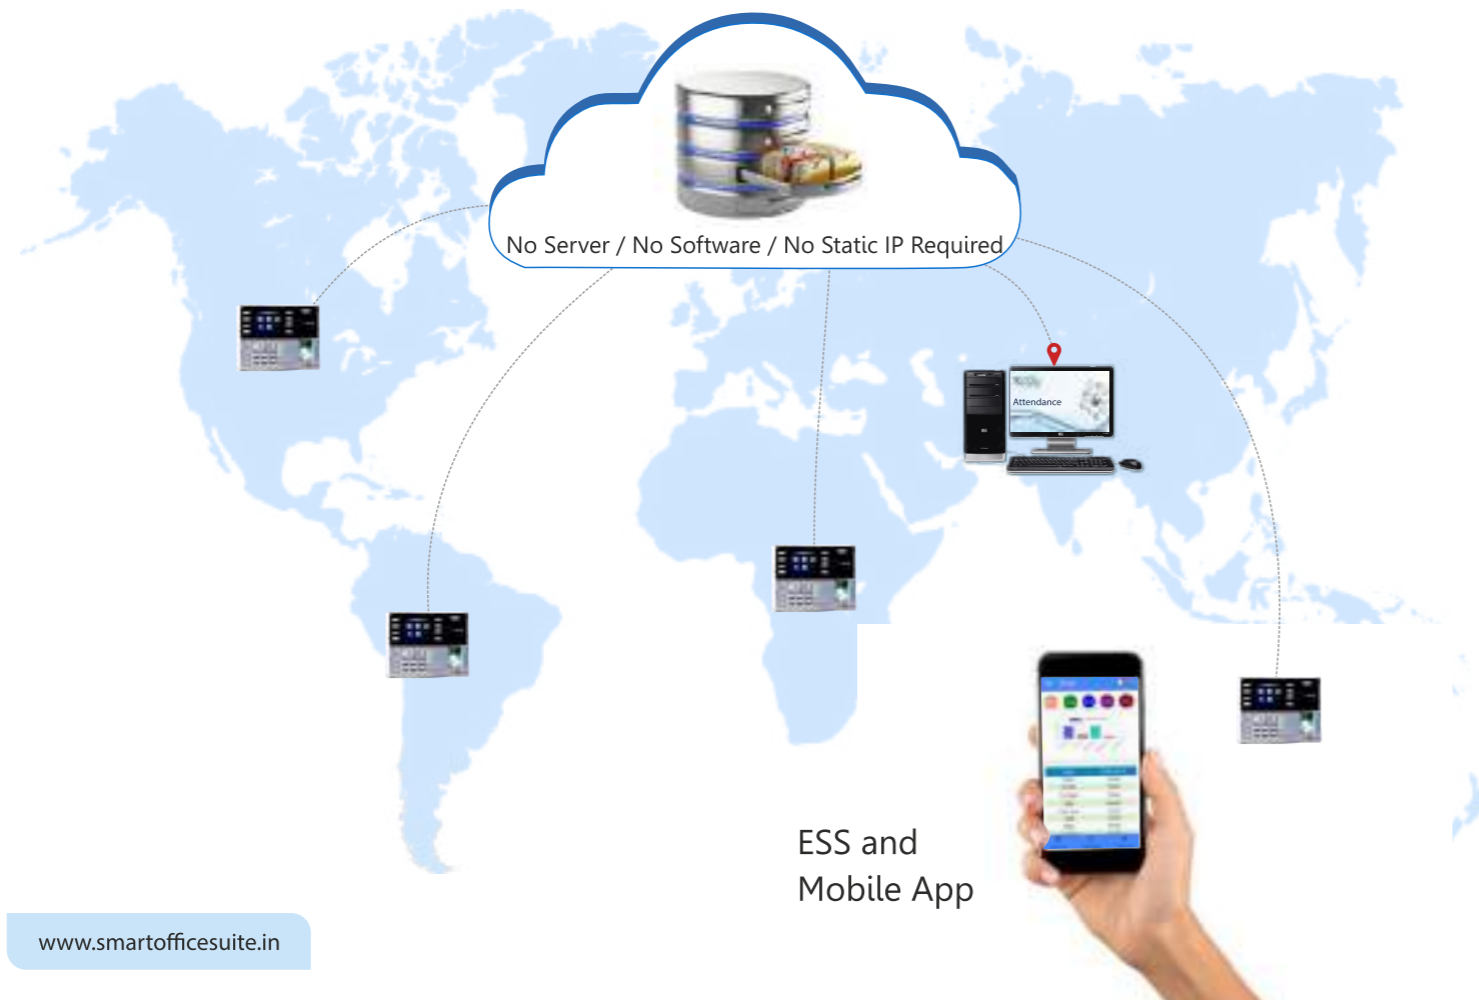 No Server / No Software / No Static IP Required
Attendance
ESS and
Mobile App
www.smartofficesuite.in